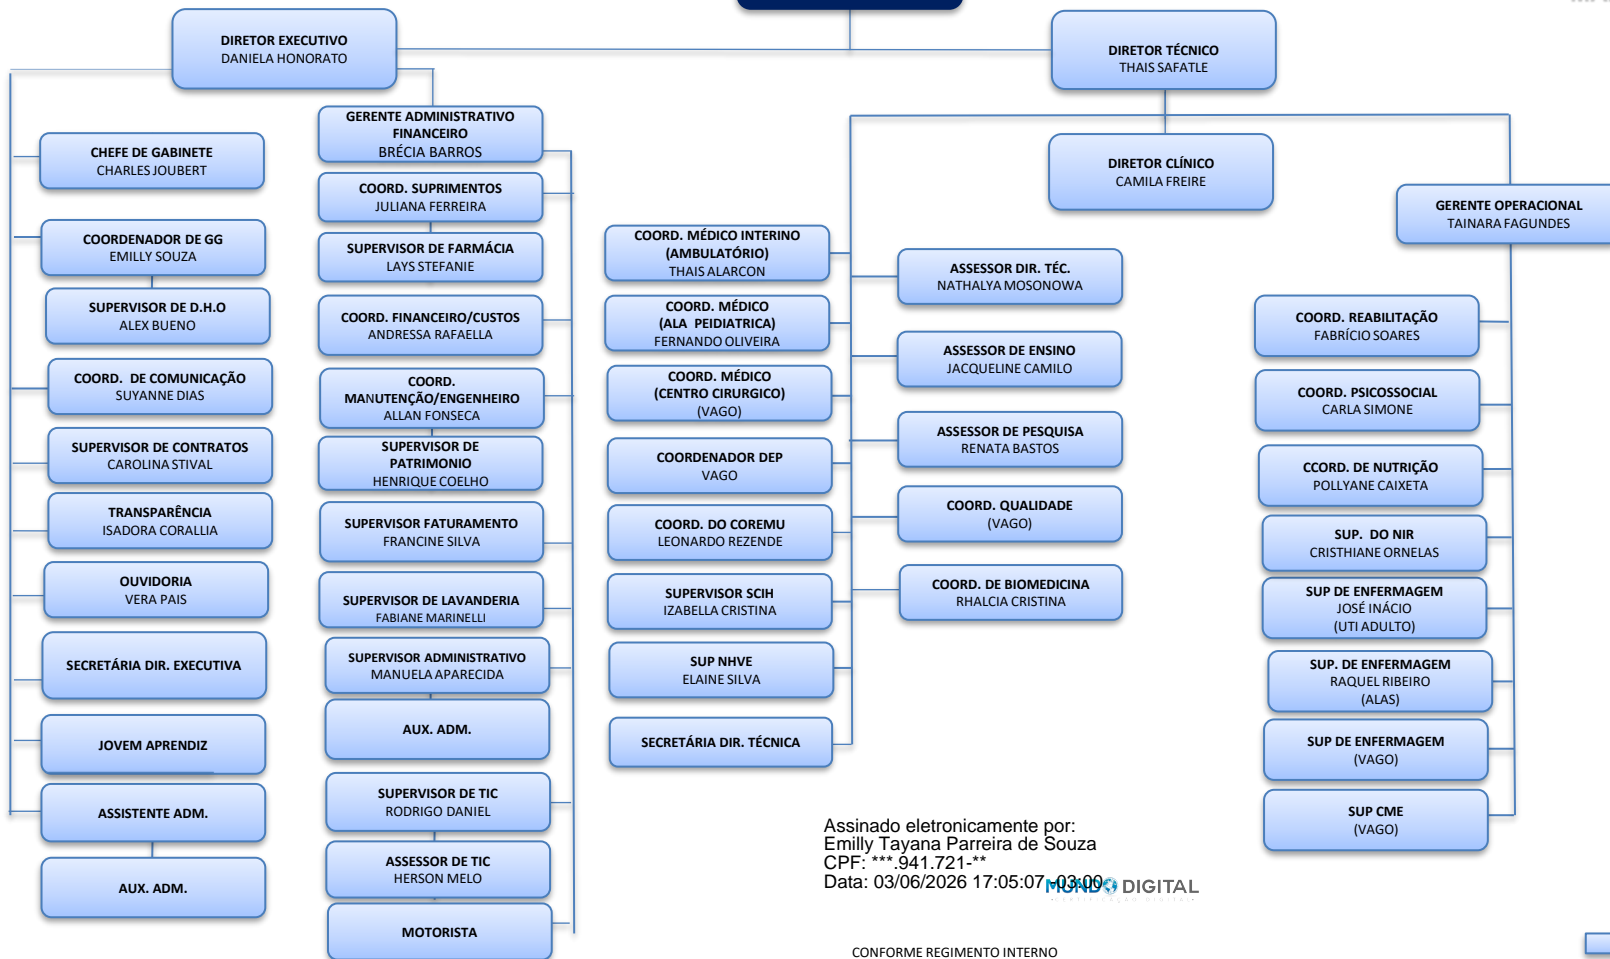 DIRETOR EXECUTIVO
DANIELA HONORATO
DIRETOR TÉCNICO
THAIS SAFATLE
CHEFE DE GABINETE
CHARLES JOUBERT
COORDENADOR DE GG
EMILLY SOUZA
SUPERVISOR DE D.H.O
ALEX BUENO
COORD.  DE COMUNICAÇÃO
SUYANNE DIAS
SUPERVISOR DE CONTRATOS
CAROLINA STIVAL
TRANSPARÊNCIA
ISADORA CORALLIA
OUVIDORIA
VERA PAIS
SECRETÁRIA DIR. EXECUTIVA
JOVEM APRENDIZ
ASSISTENTE ADM.
AUX. ADM.
GERENTE ADMINISTRATIVO
FINANCEIRO
BRÉCIA BARROS
COORD. SUPRIMENTOS
JULIANA FERREIRA
SUPERVISOR DE FARMÁCIA
LAYS STEFANIE
COORD. FINANCEIRO/CUSTOS
ANDRESSA RAFAELLA
COORD.
MANUTENÇÃO/ENGENHEIRO
ALLAN FONSECA
SUPERVISOR DE
PATRIMONIO
HENRIQUE COELHO
SUPERVISOR FATURAMENTO
FRANCINE SILVA
SUPERVISOR DE LAVANDERIA
FABIANE MARINELLI
SUPERVISOR ADMINISTRATIVO
MANUELA APARECIDA
AUX. ADM.
SUPERVISOR DE TIC
RODRIGO DANIEL
ASSESSOR DE TIC
HERSON MELO
MOTORISTA
DIRETOR CLÍNICO
CAMILA FREIRE
COORD. MÉDICO INTERINO
(AMBULATÓRIO)
THAIS ALARCON
COORD. MÉDICO
(ALA  PEIDIATRICA)
FERNANDO OLIVEIRA
COORD. MÉDICO
(CENTRO CIRURGICO)
(VAGO)
COORDENADOR DEP
VAGO
COORD. DO COREMU
LEONARDO REZENDE
SUPERVISOR SCIH
IZABELLA CRISTINA
SUP NHVE
ELAINE SILVA
SECRETÁRIA DIR. TÉCNICA
ASSESSOR DIR. TÉC.
NATHALYA MOSONOWA
ASSESSOR DE ENSINO
JACQUELINE CAMILO
ASSESSOR DE PESQUISA
RENATA BASTOS
COORD. QUALIDADE
(VAGO)
COORD. DE BIOMEDICINA
RHALCIA CRISTINA
GERENTE OPERACIONAL
TAINARA FAGUNDES
COORD. REABILITAÇÃO
FABRÍCIO SOARES
COORD. PSICOSSOCIAL
CARLA SIMONE
CCORD. DE NUTRIÇÃO
POLLYANE CAIXETA
SUP.  DO NIR
CRISTHIANE ORNELAS
SUP DE ENFERMAGEM
JOSÉ INÁCIO
(UTI ADULTO)
SUP. DE ENFERMAGEM
RAQUEL RIBEIRO
(ALAS)
SUP DE ENFERMAGEM
(VAGO)
SUP CME
(VAGO)
Assinado eletronicamente por:
Emilly Tayana Parreira de Souza
CPF: ***.941.721-**
Data: 03/06/2026 17:05:07 -03:00
MUNDO DIGITAL
CERTIFICAÇÃO DIGITAL
CONFORME REGIMENTO INTERNO